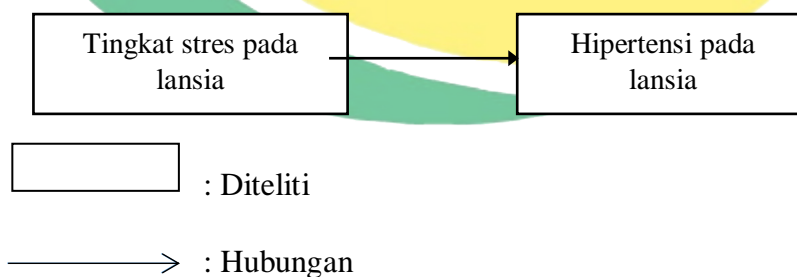 Tingkat stres pada
lansia
Hipertensi pada
lansia
: Diteliti
: Hubungan